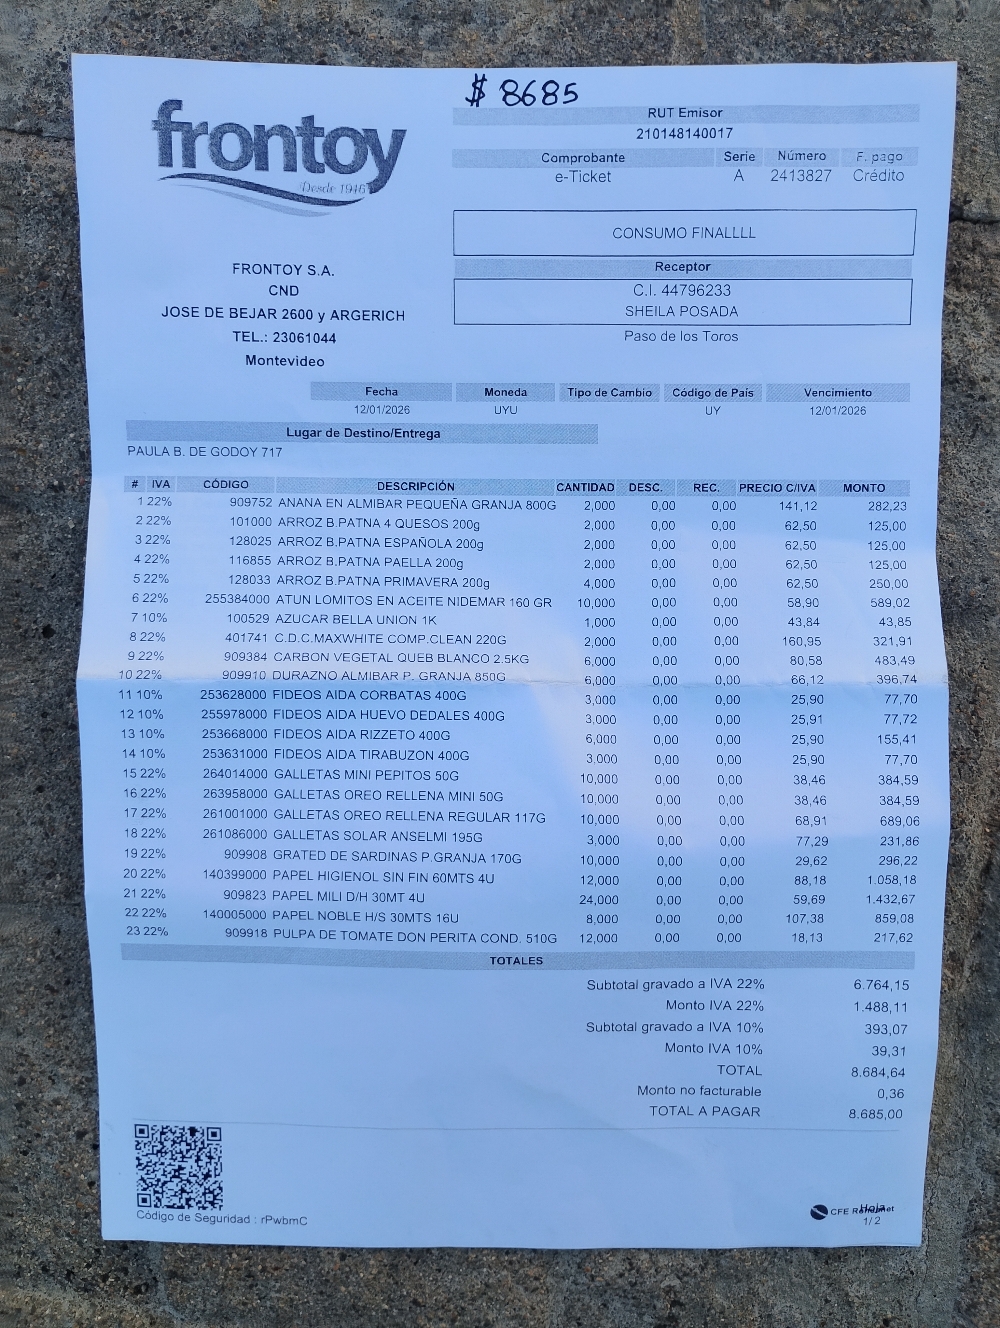 $ 8685
frontoy
Desde 1946
RUT Emisor
210148140017
Comprobante Serie Número F. pago
e-Ticket A 2413827 Crédito
CONSUMO FINALLLL
Receptor
C.I. 44796233
SHEILA POSADA
Paso de los Toros
FRONTOY S.A.
CND
JOSE DE BEJAR 2600 y ARGERICH
TEL.: 23061044
Montevideo
Fecha Moneda Tipo de Cambio Código de País Vencimiento
12/01/2026 UYU UY 12/01/2026
Lugar de Destino/Entrega
PAULA B. DE GODOY 717
# IVA CÓDIGO DESCRIPCIÓN CANTIDAD DESC. REC. PRECIO C/IVA MONTO
1 22% 909752 ANANA EN ALMIBAR PEQUEÑA GRANJA 800G 2,000 0,00 0,00 141,12 282,23
2 22% 101000 ARROZ B.PATNA 4 QUESOS 200g 2,000 0,00 0,00 62,50 125,00
3 22% 128025 ARROZ B.PATNA ESPAÑOLA 200g 2,000 0,00 0,00 62,50 125,00
4 22% 116855 ARROZ B.PATNA PAELLA 200g 2,000 0,00 0,00 62,50 125,00
5 22% 128033 ARROZ B.PATNA PRIMAVERA 200g 4,000 0,00 0,00 62,50 250,00
6 22% 255384000 ATUN LOMITOS EN ACEITE NIDEMAR 160 GR 10,000 0,00 0,00 58,90 589,02
7 10% 100529 AZUCAR BELLA UNION 1K 1,000 0,00 0,00 43,84 43,85
8 22% 401741 C.D.C.MAXWHITE COMP.CLEAN 220G 2,000 0,00 0,00 160,95 321,91
9 22% 909384 CARBON VEGETAL QUEB BLANCO 2.5KG 6,000 0,00 0,00 80,58 483,49
10 22% 909910 DURAZNO ALMIBAR P. GRANJA 850G 6,000 0,00 0,00 66,12 396,74
11 10% 253628000 FIDEOS AIDA CORBATAS 400G 3,000 0,00 0,00 25,90 77,70
12 10% 255978000 FIDEOS AIDA HUEVO DEDALES 400G 3,000 0,00 0,00 25,91 77,72
13 10% 253668000 FIDEOS AIDA RIZZETO 400G 6,000 0,00 0,00 25,90 155,41
14 10% 253631000 FIDEOS AIDA TIRABUZON 400G 3,000 0,00 0,00 25,90 77,70
15 22% 264014000 GALLETAS MINI PEPITOS 50G 10,000 0,00 0,00 38,46 384,59
16 22% 263958000 GALLETAS OREO RELLENA MINI 50G 10,000 0,00 0,00 38,46 384,59
17 22% 261001000 GALLETAS OREO RELLENA REGULAR 117G 10,000 0,00 0,00 68,91 689,06
18 22% 261086000 GALLETAS SOLAR ANSELMI 195G 3,000 0,00 0,00 77,29 231,86
19 22% 909908 GRATED DE SARDINAS P.GRANJA 170G 10,000 0,00 0,00 29,62 296,22
20 22% 140399000 PAPEL HIGIENOL SIN FIN 60MTS 4U 12,000 0,00 0,00 88,18 1.058,18
21 22% 909823 PAPEL MILI D/H 30MT 4U 24,000 0,00 0,00 59,69 1.432,67
22 22% 140005000 PAPEL NOBLE H/S 30MTS 16U 8,000 0,00 0,00 107,38 859,08
23 22% 909918 PULPA DE TOMATE DON PERITA COND. 510G 12,000 0,00 0,00 18,13 217,62
TOTALES
Subtotal gravado a IVA 22% 6.764,15
Monto IVA 22% 1.488,11
Subtotal gravado a IVA 10% 393,07
Monto IVA 10% 39,31
TOTAL 8.684,64
Monto no facturable 0,36
TOTAL A PAGAR 8.685,00
Código de Seguridad : rPwbmC
CFE
Hoja
1/2